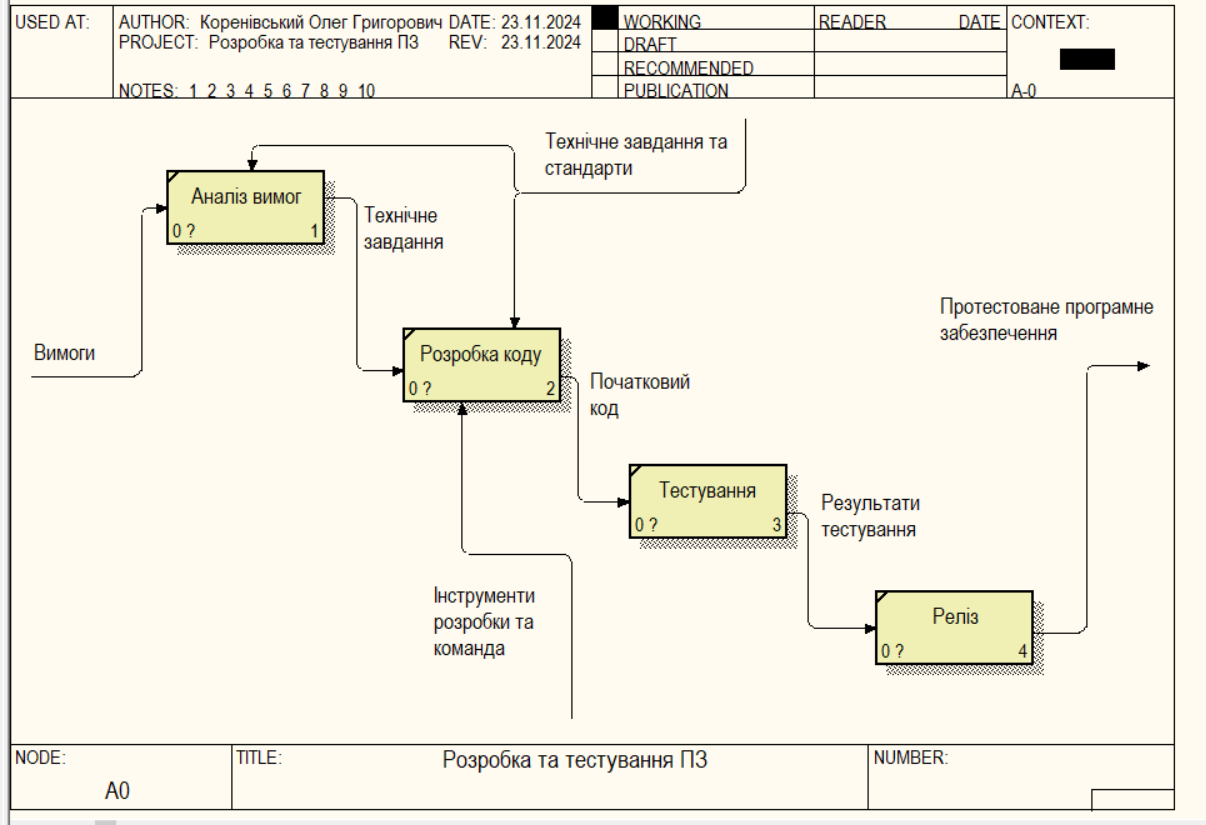 USED AT:
AUTHOR: Коренівський Олег Григорович DATE: 23.11.2024
PROJECT: Розробка та тестування ПЗ REV: 23.11.2024
NOTES: 1 2 3 4 5 6 7 8 9 10
WORKING
DRAFT
RECOMMENDED
PUBLICATION
READER DATE
CONTEXT:
A-0
Технічне завдання та
стандарти
Аналіз вимог
0 ? 1
Технічне
завдання
Вимоги
Протестоване програмне
забезпечення
Розробка коду
0 ? 2
Початковий
код
Тестування
0 ? 3
Результати
тестування
Інструменти
розробки та
команда
Реліз
0 ? 4
NODE:
A0
TITLE:
Розробка та тестування ПЗ
NUMBER: